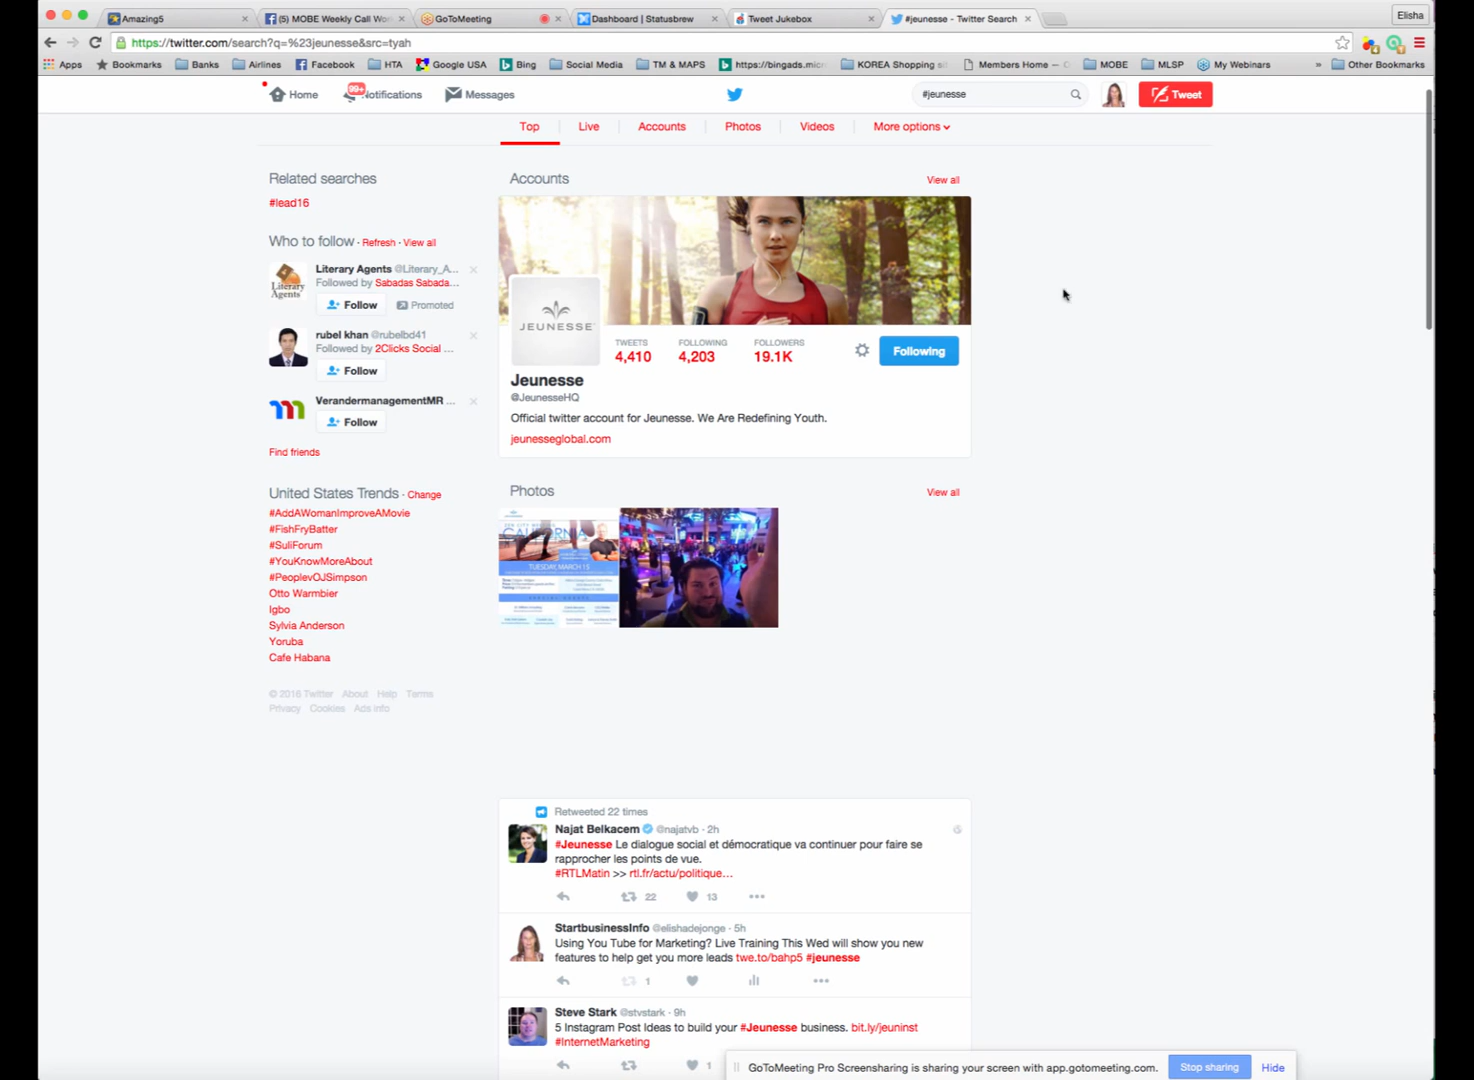 Amazing5
(5) MOBE Weekly Call Wor
GoToMeeting
Dashboard | Statusbrew
Tweet Jukebox
#jeunesse - Twitter Search
Elisha
https://twitter.com/search?q=%23jeunesse&src=tyah
Apps
Bookmarks
Banks
Airlines
Facebook
HTA
Google USA
Bing
Social Media
TM & MAPS
https://bingads.micr
KOREA Shopping si
Members Home –
MOBE
MLSP
My Webinars
»
Other Bookmarks
Home
99+
Notifications
Messages
#jeunesse
Tweet
Top
Live
Accounts
Photos
Videos
More options
Related searches
#lead16
Who to follow · Refresh · View all
Literary Agents @Literary_A...
Followed by Sabadas Sabada...
Follow
Promoted
Literary
Agents
rubel khan @rubelbd41
Followed by 2Clicks Social ...
Follow
VerandermanagementMR ...
Follow
Find friends
United States Trends · Change
#AddAWomanImproveAMovie
#FishFryBatter
#SuliForum
#YouKnowMoreAbout
#PeoplevOJSimpson
Otto Warmbier
Igbo
Sylvia Anderson
Yoruba
Cafe Habana
© 2016 Twitter About Help Terms
Privacy Cookies Ads info
Accounts
View all
JEUNESSE
TWEETS
4,410
FOLLOWING
4,203
FOLLOWERS
19.1K
Following
Jeunesse
@JeunesseHQ
Official twitter account for Jeunesse. We Are Redefining Youth.
jeunesseglobal.com
Photos
View all
CALIFORNIA
TUESDAY, MARCH 15
Retweeted 22 times
Najat Belkacem @najatvb · 2h
#Jeunesse Le dialogue social et démocratique va continuer pour faire se
rapprocher les points de vue.
#RTLMatin >> rtl.fr/actu/politique...
22
13
StartbusinessInfo @elishadejonge · 5h
Using You Tube for Marketing? Live Training This Wed will show you new
features to help get you more leads twe.to/bahp5 #jeunesse
1
Steve Stark @stvstark · 9h
5 Instagram Post Ideas to build your #Jeunesse business. bit.ly/jeuninst
#InternetMarketing
1
GoToMeeting Pro Screensharing is sharing your screen with app.gotomeeting.com.
Stop sharing
Hide